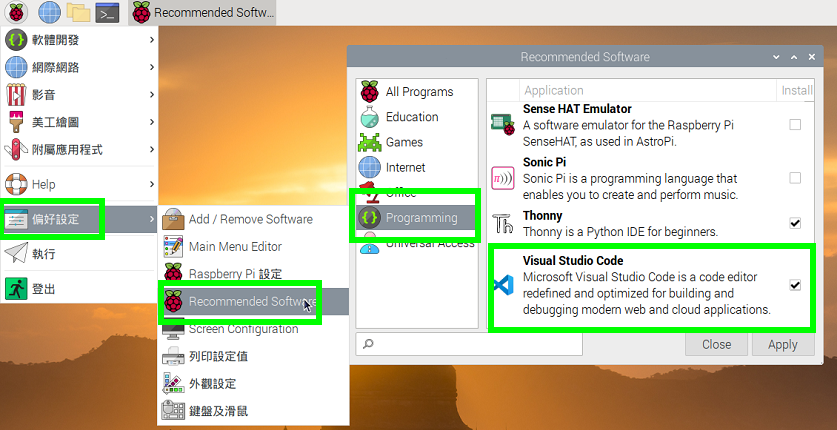 Recommended Softw...
軟體開發
網際網路
影音
美工繪圖
附屬應用程式
Help
偏好設定
執行
登出
Add / Remove Software
Main Menu Editor
Raspberry Pi 設定
Recommended Software
Screen Configuration
列印設定值
外觀設定
鍵盤及滑鼠
Recommended Software
All Programs
Education
Games
Internet
Office
Programming
Universal Access
Application
Install
Sense HAT Emulator
A software emulator for the Raspberry Pi
SenseHAT, as used in AstroPi.
Sonic Pi
Sonic Pi is a programming language that
enables you to create and perform music.
Thonny
Thonny is a Python IDE for beginners.
Visual Studio Code
Microsoft Visual Studio Code is a code editor
redefined and optimized for building and
debugging modern web and cloud applications.
Close
Apply